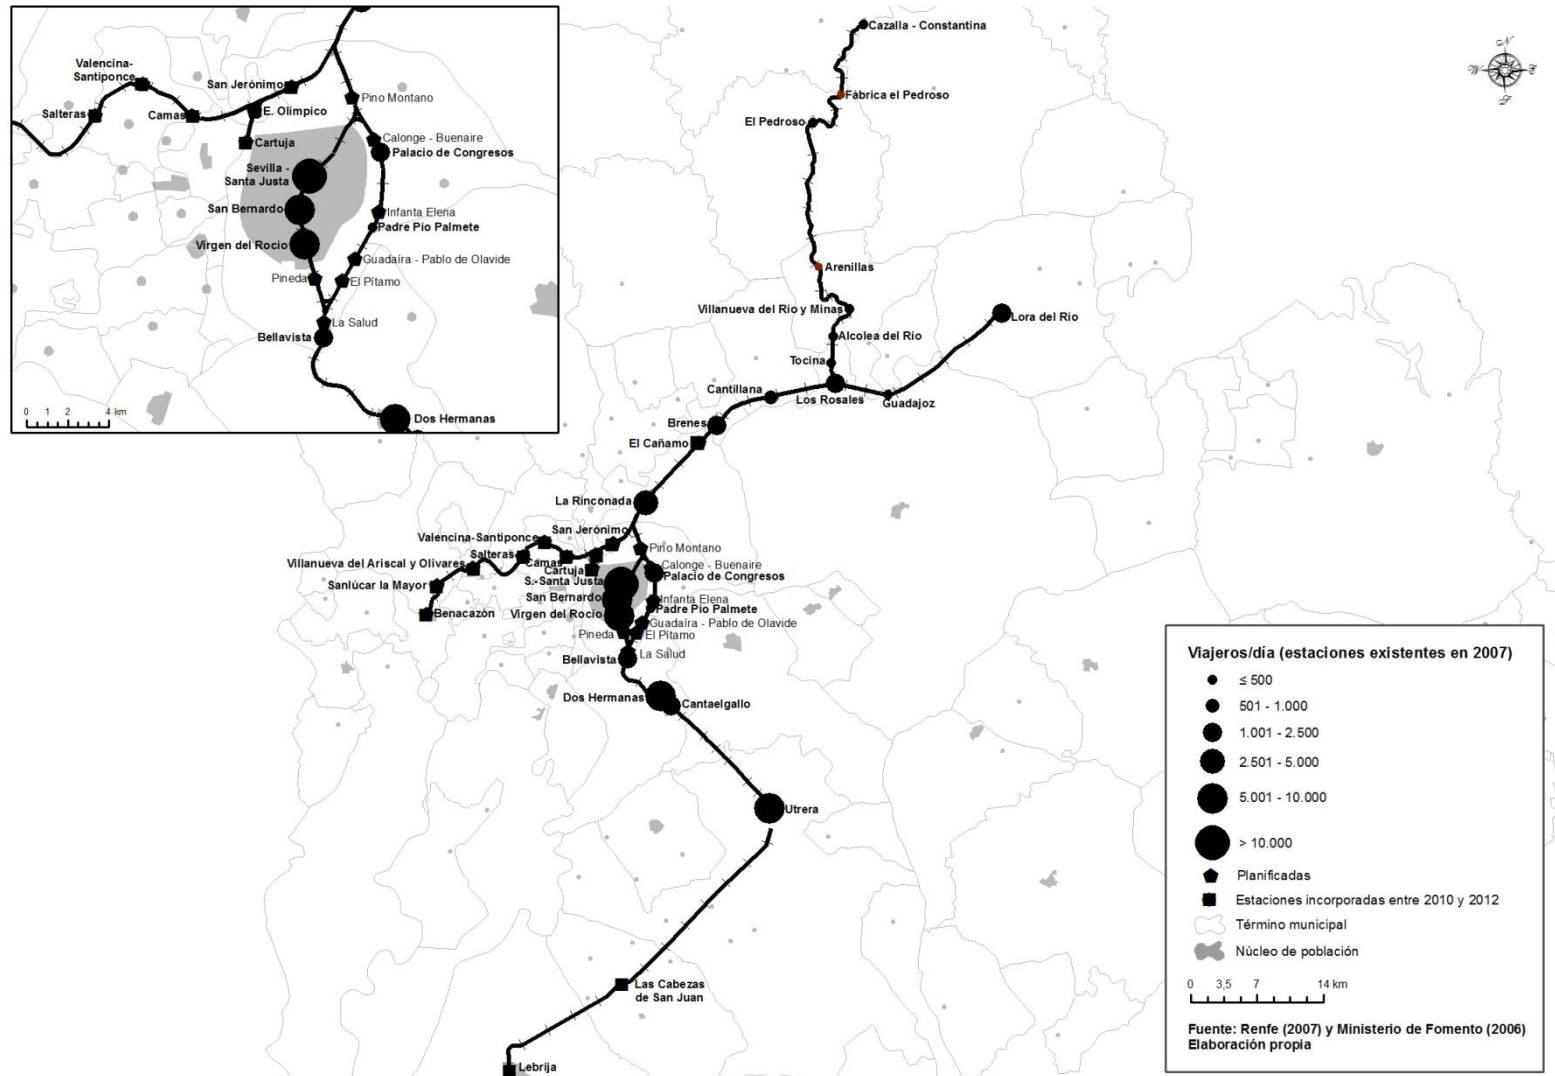 Valencina-
Santiponce
San Jerónimo
Pino Montano
Salteras
Camas
E. Olimpico
Cartuja
Calonge - Buenaire
Palacio de Congresos
Sevilla -
Santa Justa
San Bernardo
Infanta Elena
Padre Pio Palmete
Virgen del Rocio
Guadaíra - Pablo de Olavide
Pineda
El Pítamo
La Salud
Bellavista
0 1 2 4 km
Dos Hermanas
Cazalla - Constantina
N
W
E
S
Fábrica el Pedroso
El Pedroso
Arenillas
Villanueva del Río y Minas
Lora del Río
Alcolea del Río
Tocina
Cantillana
Los Rosales
Guadajoz
Brenes
El Cañamo
La Rinconada
San Jerónimo
Valencina-Santiponce
Pino Montano
Salteras
Camas
Villanueva del Ariscal y Olivares
Cartuja
Calonge - Buenaire
Palacio de Congresos
S.-Santa Justa
Sanlúcar la Mayor
San Bernardo
Infanta Elena
Padre Pio Palmete
Benacazón
Virgen del Rocio
Guadaíra - Pablo de Olavide
Pineda
El Pítamo
La Salud
Bellavista
Dos Hermanas
Cantaelgallo
Utrera
Las Cabezas
de San Juan
Lebrija
Viajeros/día (estaciones existentes en 2007)
≤ 500
501 - 1.000
1.001 - 2.500
2.501 - 5.000
5.001 - 10.000
> 10.000
Planificadas
Estaciones incorporadas entre 2010 y 2012
Término municipal
Núcleo de población
0 3,5 7 14 km
Fuente: Renfe (2007) y Ministerio de Fomento (2006)
Elaboración propia